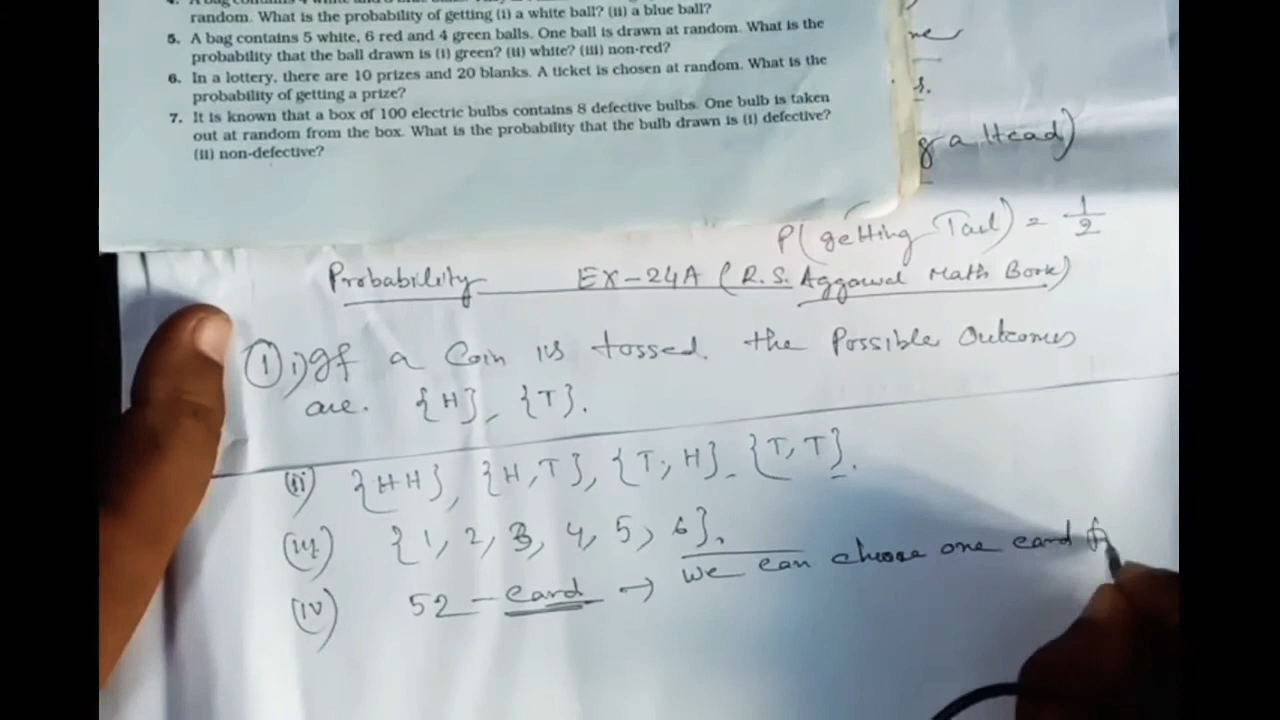 random. What is the probability of getting (i) a white ball? (ii) a blue ball?
5. A bag contains 5 white, 6 red and 4 green balls. One ball is drawn at random. What is the
probability that the ball drawn is (i) green? (ii) white? (iii) non-red?
6. In a lottery, there are 10 prizes and 20 blanks. A ticket is chosen at random. What is the
probability of getting a prize?
7. It is known that a box of 100 electric bulbs contains 8 defective bulbs. One bulb is taken
out at random from the box. What is the probability that the bulb drawn is (i) defective?
(ii) non-defective?
g a Head)
P(getting Tail) = 1/2
Probability EX-24A (R.S. Aggawal Math Book)
① i) If a Coin is tossed the Possible Outcomes
are. {H}, {T}.
(ii) {HH}, {H,T}, {T,H} {T,T}.
(iii) {1, 2, 3, 4, 5, 6}.
(iv) 52 - Card → we can choose one card f